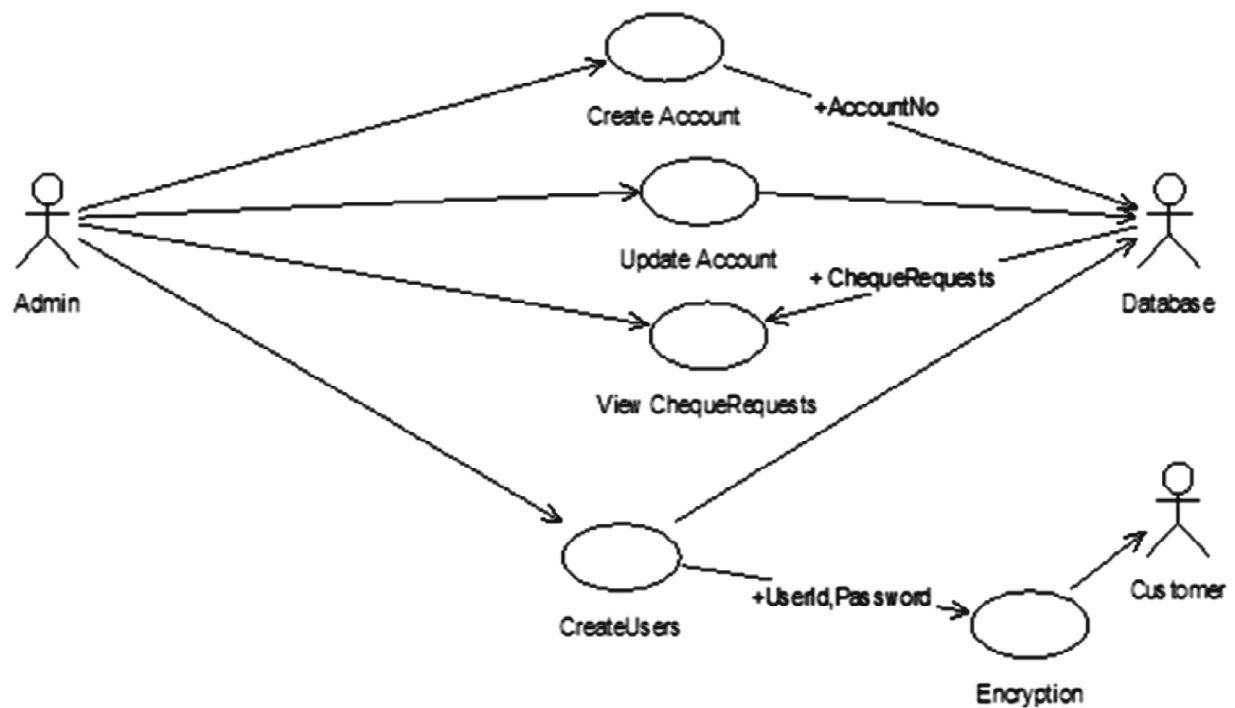 Create Account
+AccountNo
Update Account
+ ChequeRequests
Admin
Database
View ChequeRequests
Customer
+UserId,Password
CreateUsers
Encryption